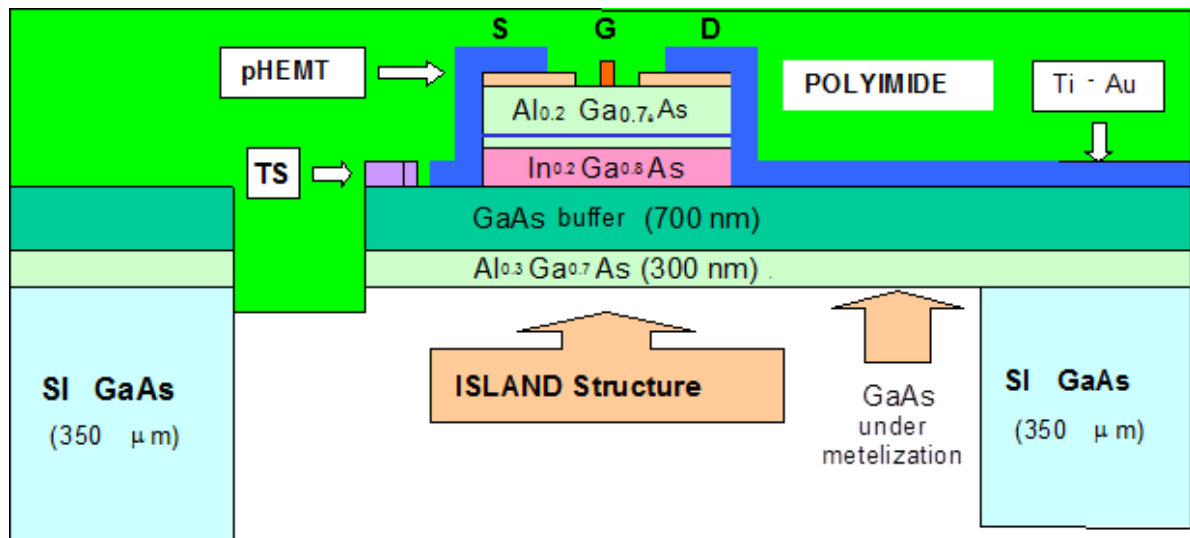 S G D
pHEMT
POLYIMIDE
Ti - Au
Al0.2 Ga0.7. As
TS
In0.2 Ga0.8 As
GaAs buffer (700 nm)
Al0.3 Ga0.7 As (300 nm) .
SI GaAs
(350 μm)
ISLAND Structure
GaAs
under
metelization
SI GaAs
(350 μm)